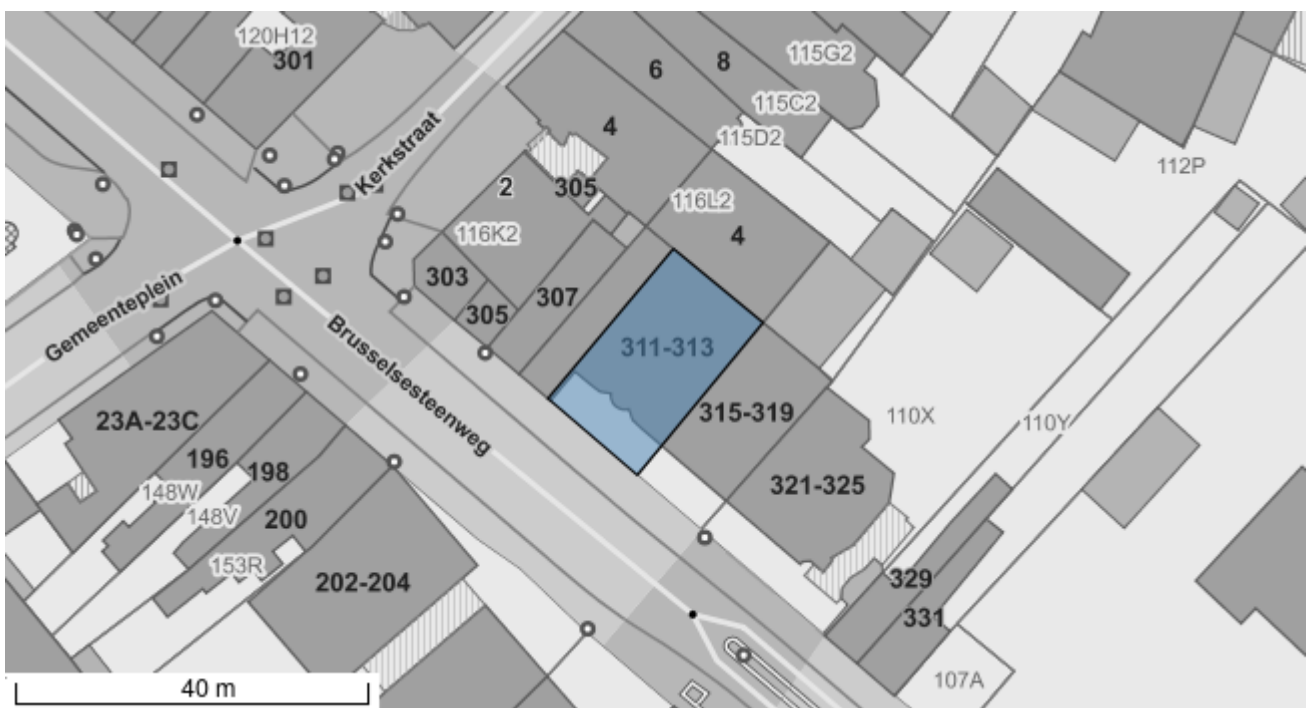 120H12
301
Kerkstraat
6
8
115G2
115C2
4
115D2
112P
2
305
116L2
116K2
4
303
305
307
Gemeenteplein
Brusselsesteenweg
311-313
315-319
110X
110Y
23A-23C
196
198
148W
148V
200
153R
202-204
321-325
329
331
107A
40 m